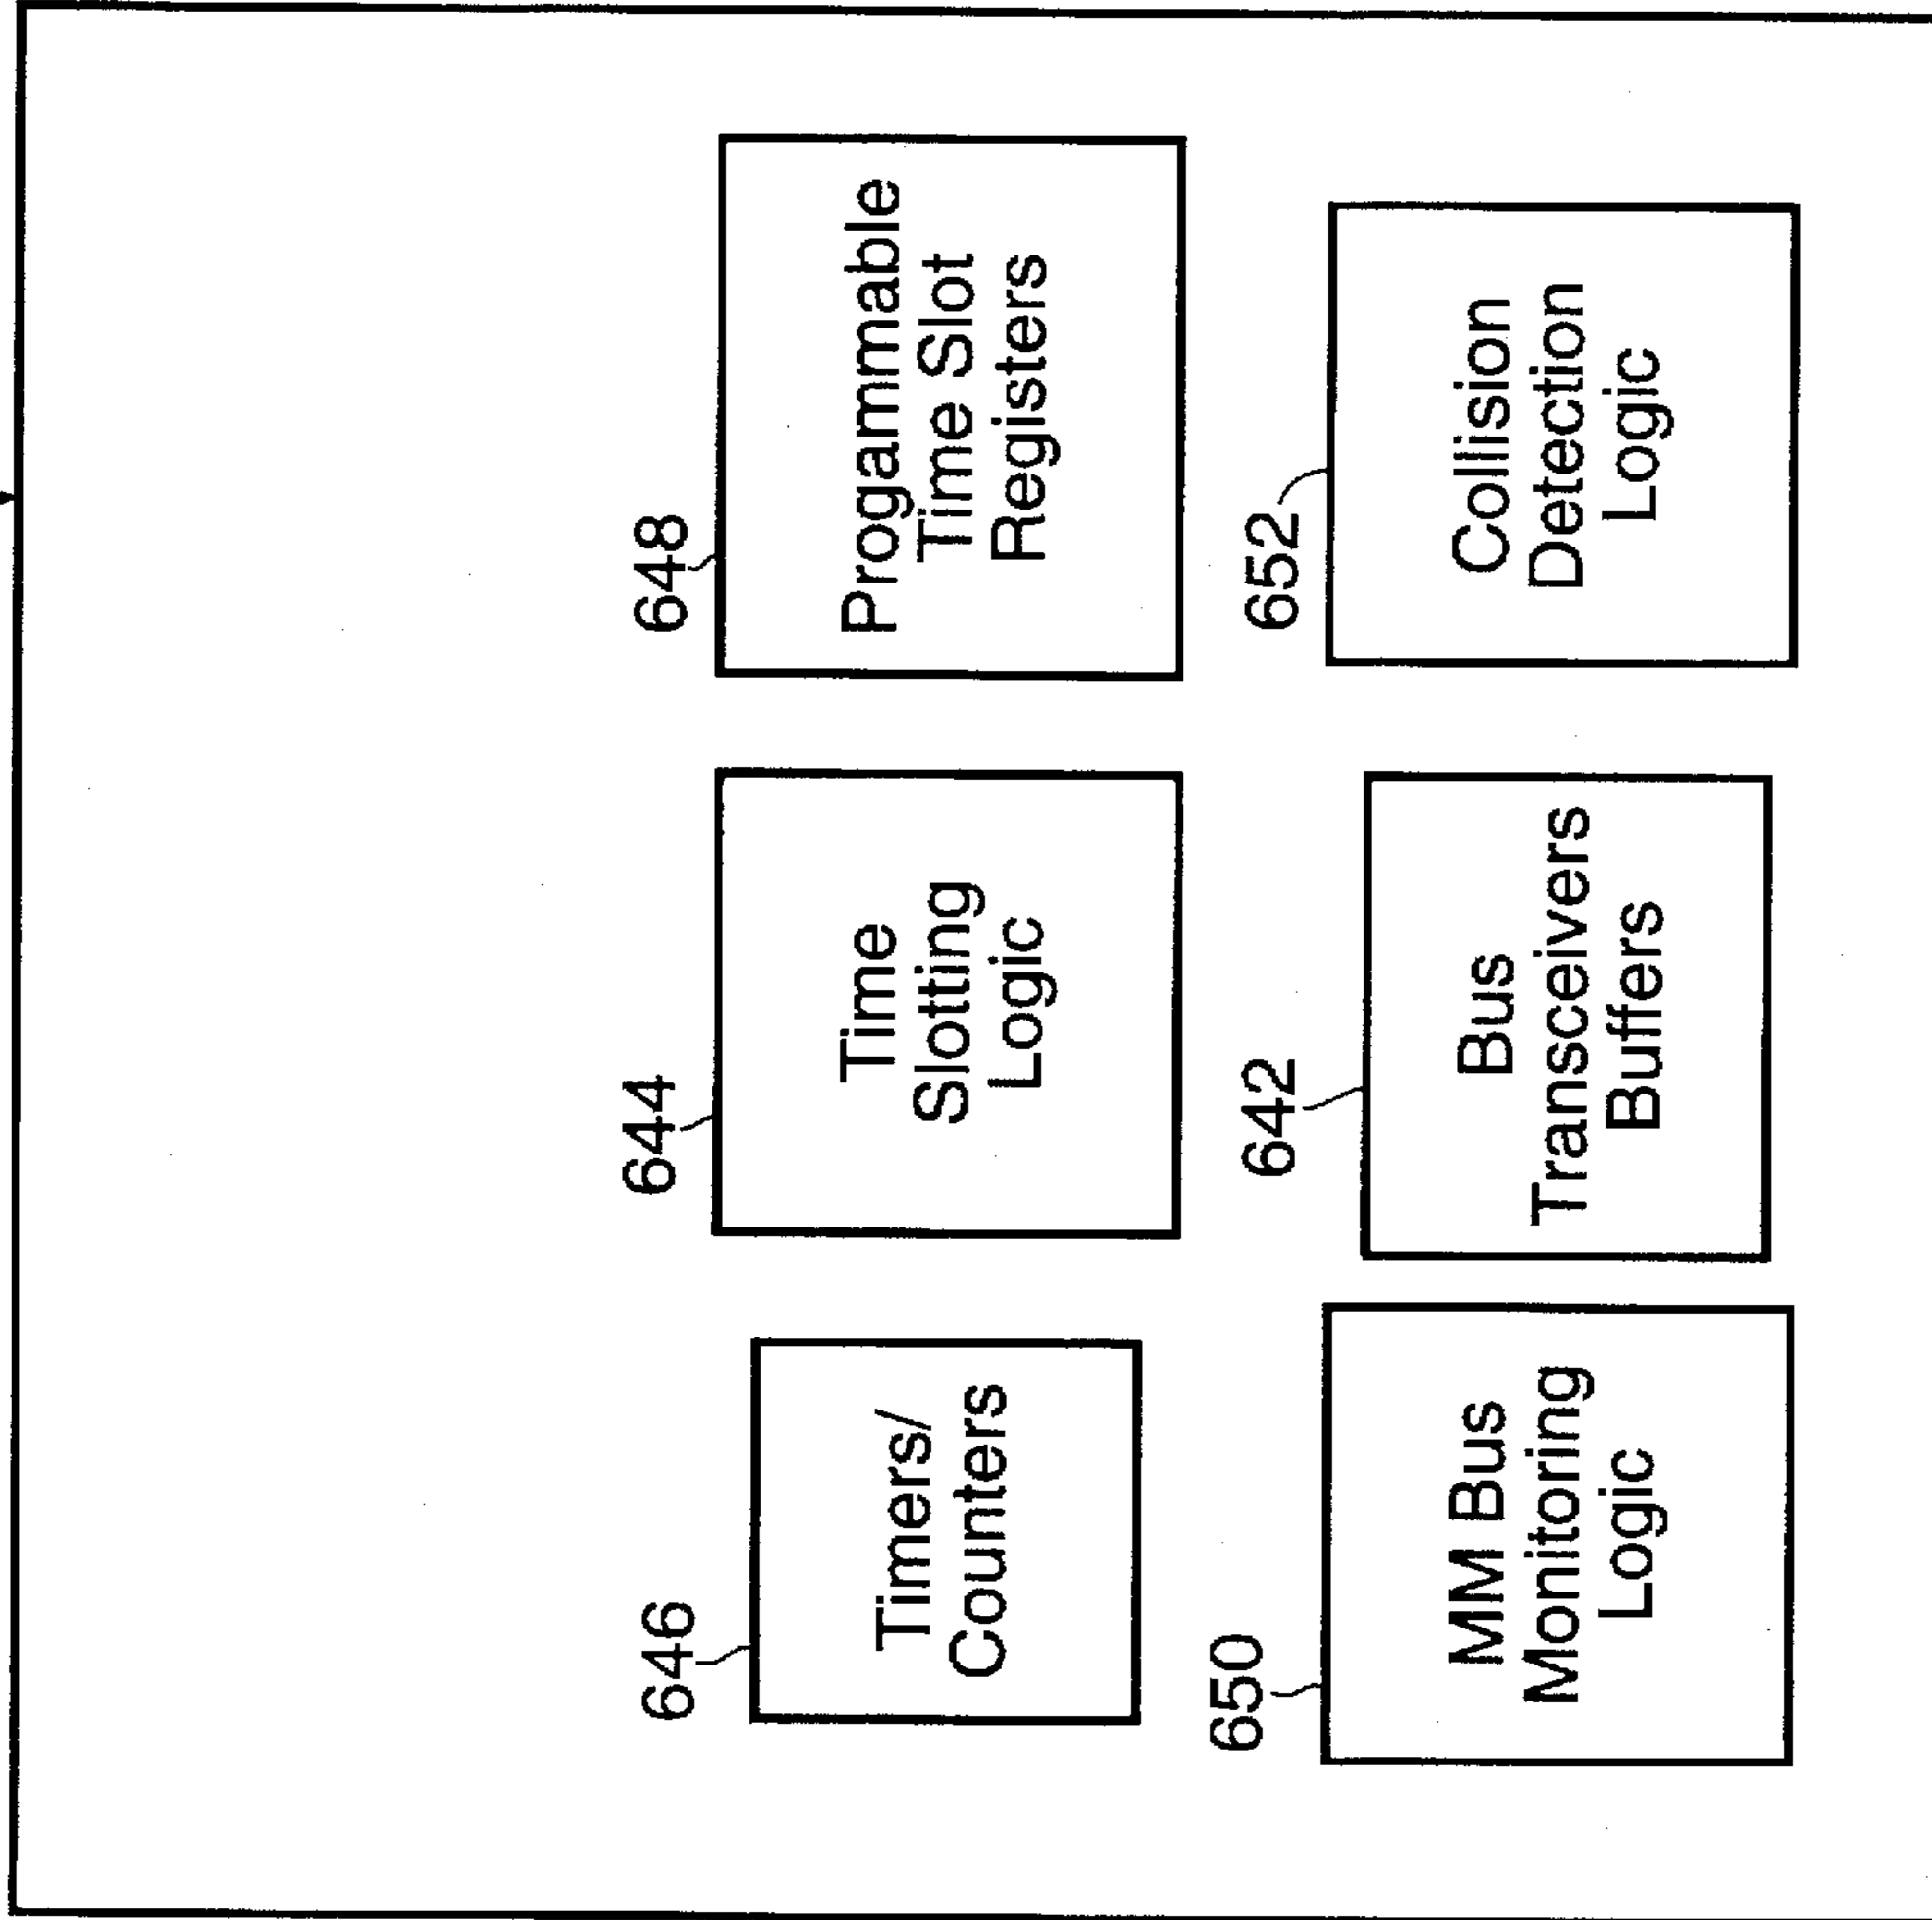 646
Timers/
Counters
644
Time
Slotting
Logic
648
Progammable
Time Slot
Registers
650
MM Bus
Monitoring
Logic
642
Bus
Transceivers
Buffers
652
Collision
Detection
Logic